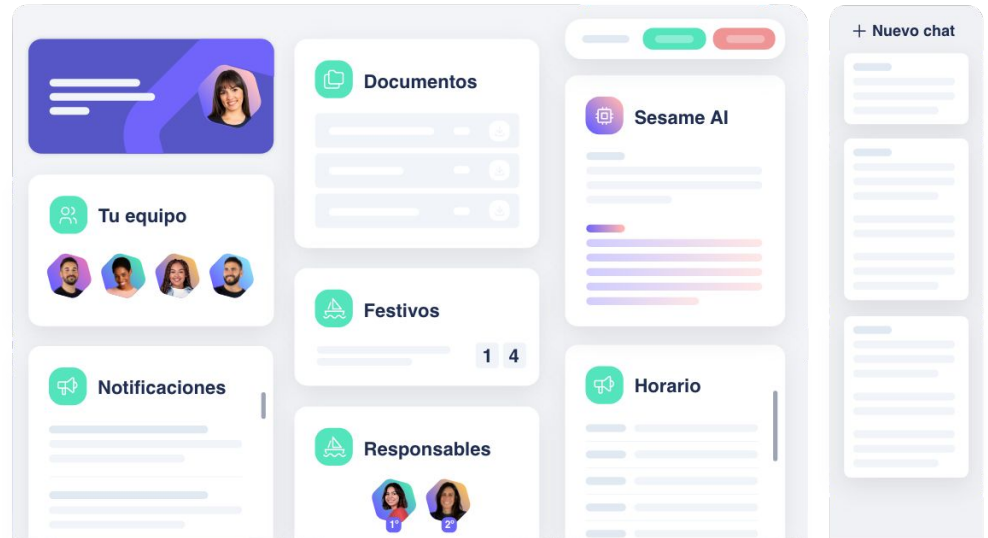 Tu equipo
Notificaciones
Documentos
Festivos
1 4
Responsables
1º
2º
Sesame AI
Horario
+ Nuevo chat